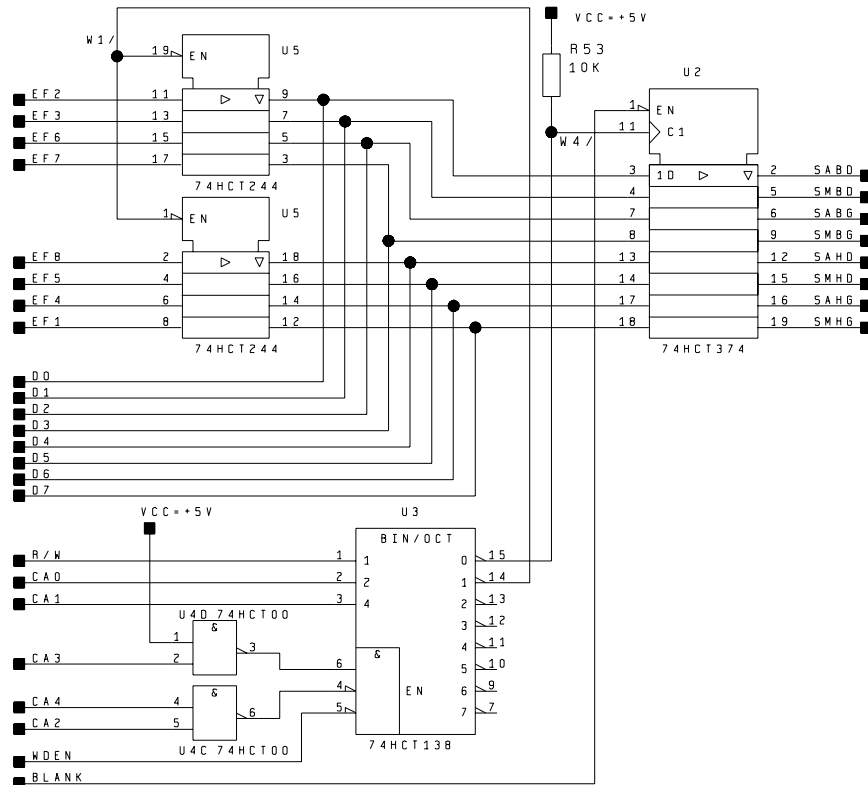 VCC=+5V
W1/
19 EN U5
R53
10K
U2
EF2 11 9
EF3 13 7
EF6 15 5
EF7 17 3
74HCT244
1 EN
11 C1
W4/
1 EN U5
EF8 2 18
EF5 4 16
EF4 6 14
EF1 8 12
74HCT244
3 1D 2 SABD
4 5 SMBD
7 6 SABG
8 9 SMBG
13 12 SAHD
14 15 SMHD
17 16 SAHG
18 19 SMHG
74HCT374
D0
D1
D2
D3
D4
D5
D6
D7
VCC=+5V
U3
BIN/OCT
R/W 1 1 0 15
CA0 2 2 1 14
CA1 3 4 2 13
3 12
4 11
5 10
6 9
7 7
U4D 74HCT00
1 & 3
CA3 2
6 &
4 EN
5
CA4 4 & 6
CA2 5
U4C 74HCT00
74HCT138
WDEN
BLANK